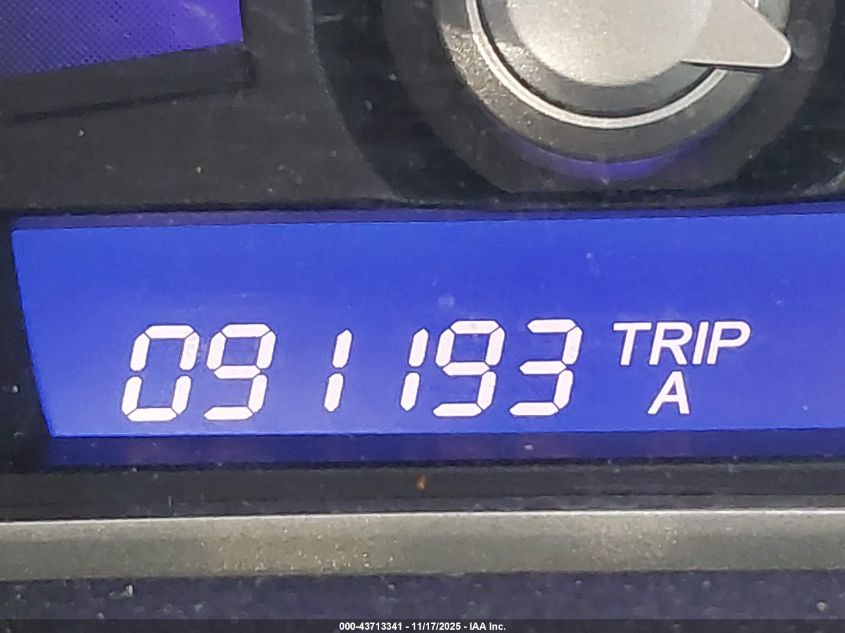 091193 TRIP
A
000-43713341 - 11/17/2025 - IAA Inc.